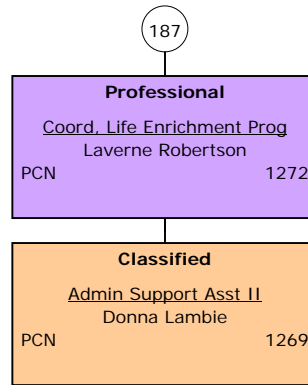 187
Professional
Coord, Life Enrichment Prog
Laverne Robertson
PCN 1272
Classified
Admin Support Asst II
Donna Lambie
PCN 1269